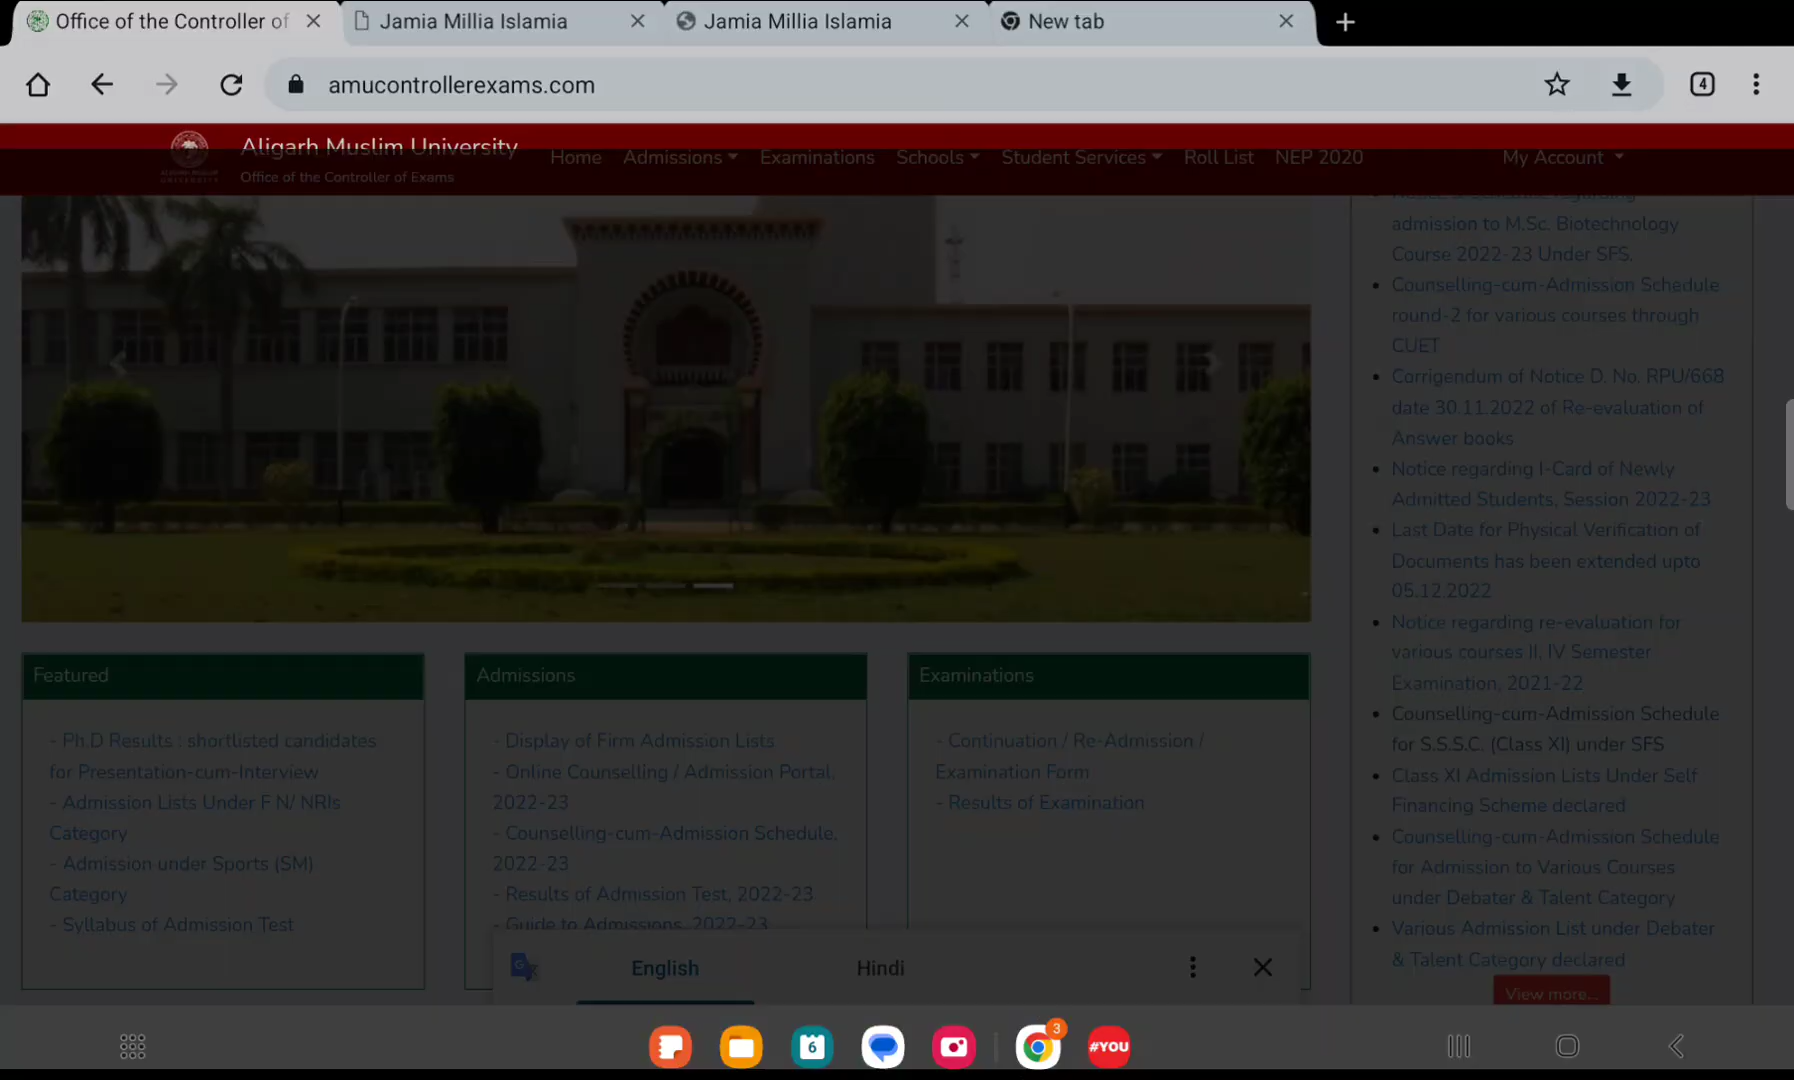 Office of the Controller of
Jamia Millia Islamia
Jamia Millia Islamia
New tab
amucontrollerexams.com
4
Aligarh Muslim University
Office of the Controller of Exams
Home
Admissions
Examinations
Schools
Student Services
Roll List
NEP 2020
My Account
admission to M.Sc. Biotechnology
Course 2022-23 Under SFS.
Counselling-cum-Admission Schedule
round-2 for various courses through
CUET
Corrigendum of Notice D. No. RPU/668
date 30.11.2022 of Re-evaluation of
Answer books
Notice regarding I-Card of Newly
Admitted Students, Session 2022-23
Last Date for Physical Verification of
Documents has been extended upto
05.12.2022
Notice regarding re-evaluation for
various courses II, IV Semester
Examination, 2021-22
Counselling-cum-Admission Schedule
for S.S.S.C. (Class XI) under SFS
Class XI Admission Lists Under Self
Financing Scheme declared
Counselling-cum-Admission Schedule
for Admission to Various Courses
under Debater & Talent Category
Various Admission List under Debater
& Talent Category declared
View more...
Featured
- Ph.D Results : shortlisted candidates
for Presentation-cum-Interview
- Admission Lists Under F N/ NRIs
Category
- Admission under Sports (SM)
Category
- Syllabus of Admission Test
Admissions
- Display of Firm Admission Lists
- Online Counselling / Admission Portal,
2022-23
- Counselling-cum-Admission Schedule,
2022-23
- Results of Admission Test, 2022-23
- Guide to Admissions, 2022-23
Examinations
- Continuation / Re-Admission /
Examination Form
- Results of Examination
English
Hindi
6
3
#YOU